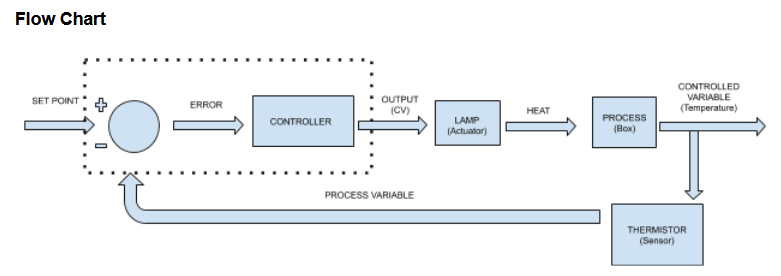 Flow Chart
SET POINT
+
-
ERROR
CONTROLLER
OUTPUT
(CV)
LAMP
(Actuator)
HEAT
PROCESS
(Box)
CONTROLLED
VARIABLE
(Temperature)
PROCESS VARIABLE
THERMISTOR
(Sensor)